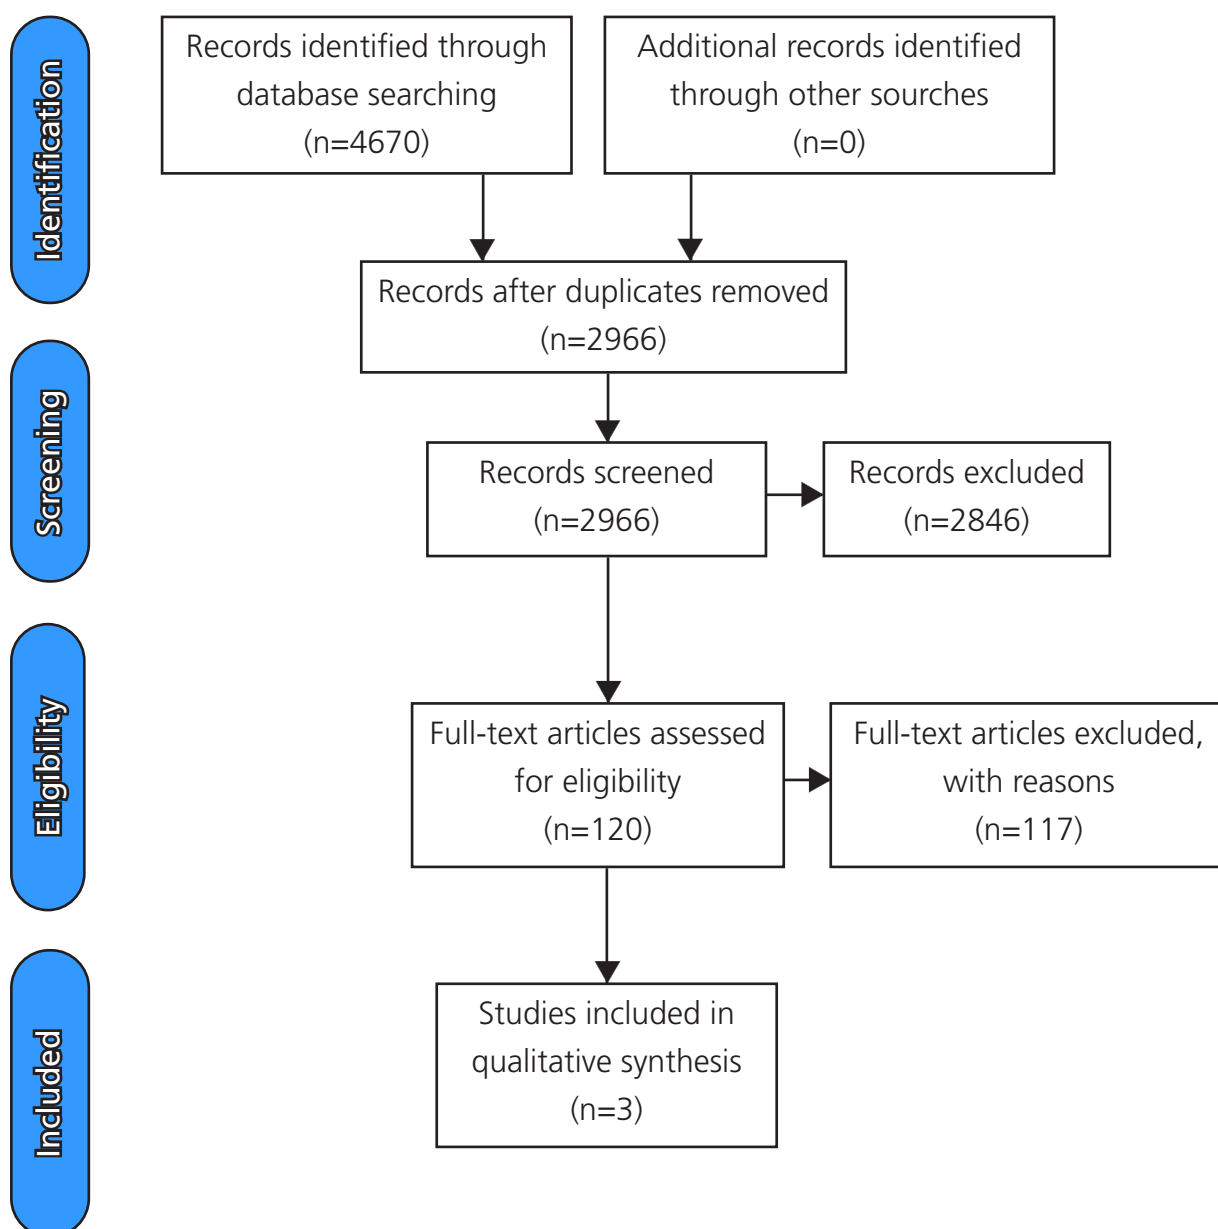 Identification
Records identified through
database searching
(n=4670)
Additional records identified
through other sourches
(n=0)
Records after duplicates removed
(n=2966)
Screening
Records screened
(n=2966)
Records excluded
(n=2846)
Eligibility
Full-text articles assessed
for eligibility
(n=120)
Full-text articles excluded,
with reasons
(n=117)
Included
Studies included in
qualitative synthesis
(n=3)